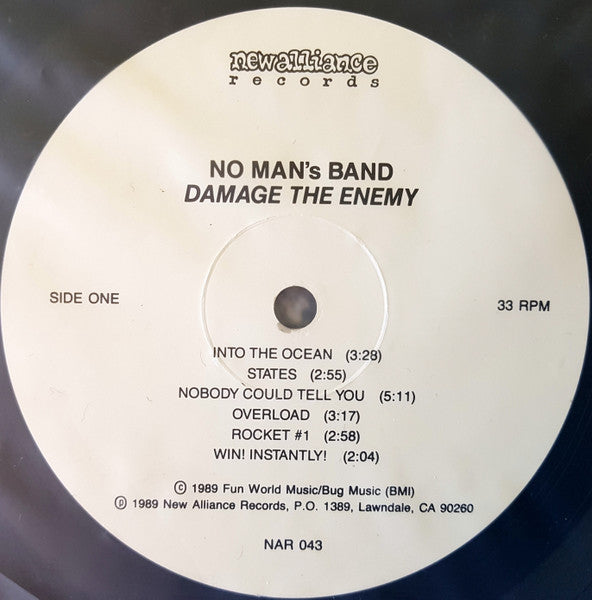 newalliance
records
NO MAN's BAND
DAMAGE THE ENEMY
SIDE ONE
33 RPM
INTO THE OCEAN (3:28)
STATES (2:55)
NOBODY COULD TELL YOU (5:11)
OVERLOAD (3:17)
ROCKET #1 (2:58)
WIN! INSTANTLY! (2:04)
© 1989 Fun World Music/Bug Music (BMI)
℗ 1989 New Alliance Records, P.O. 1389, Lawndale, CA 90260
NAR 043